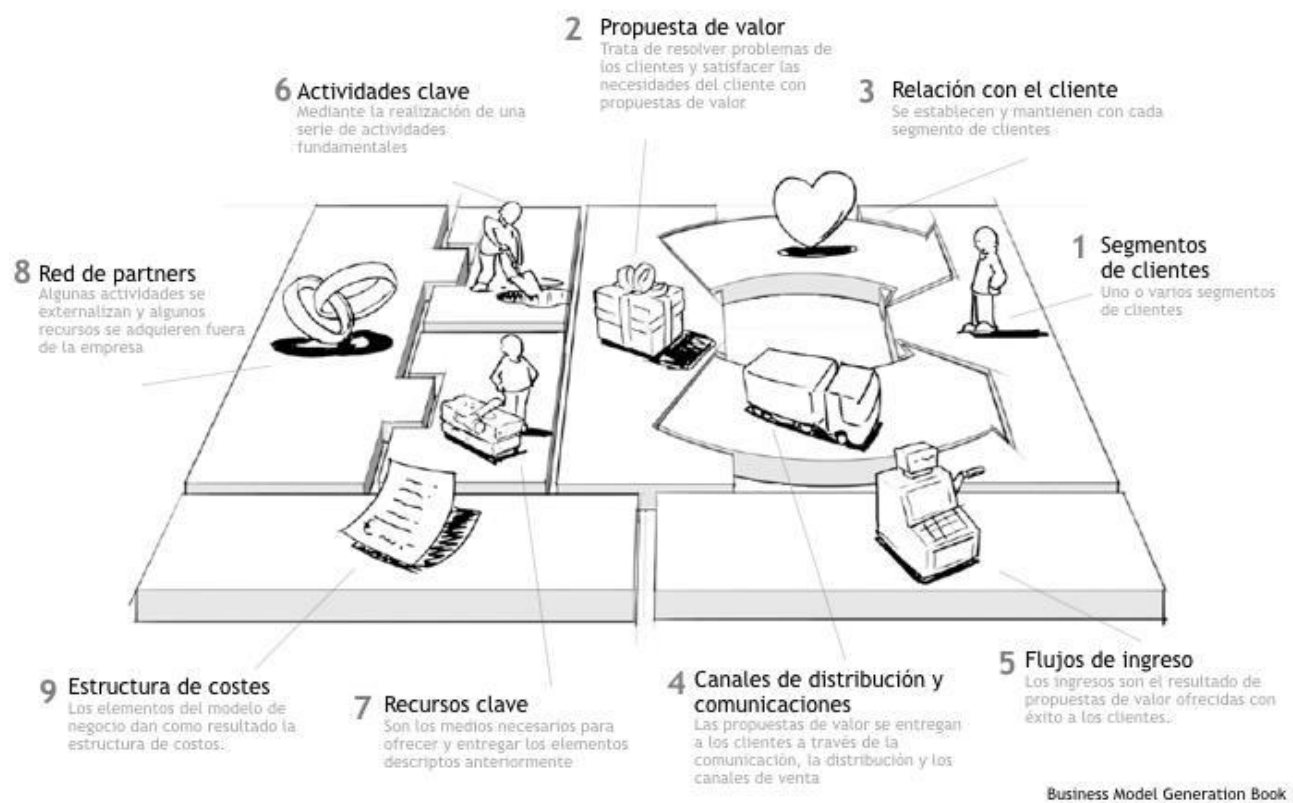 2 Propuesta de valor
Trata de resolver problemas de
los clientes y satisfacer las
necesidades del cliente con
propuestas de valor
6 Actividades clave
Mediante la realización de una
serie de actividades
fundamentales
3 Relación con el cliente
Se establecen y mantienen con cada
segmento de clientes
8 Red de partners
Algunas actividades se
externalizan y algunos
recursos se adquieren fuera
de la empresa
1 Segmentos
de clientes
Uno o varios segmentos
de clientes
9 Estructura de costes
Los elementos del modelo de
negocio dan como resultado la
estructura de costos.
7 Recursos clave
Son los medios necesarios para
ofrecer y entregar los elementos
descriptos anteriormente
4 Canales de distribución y
comunicaciones
Las propuestas de valor se entregan
a los clientes a través de la
comunicación, la distribución y los
canales de venta
5 Flujos de ingreso
Los ingresos son el resultado de
propuestas de valor ofrecidas con
éxito a los clientes.
Business Model Generation Book